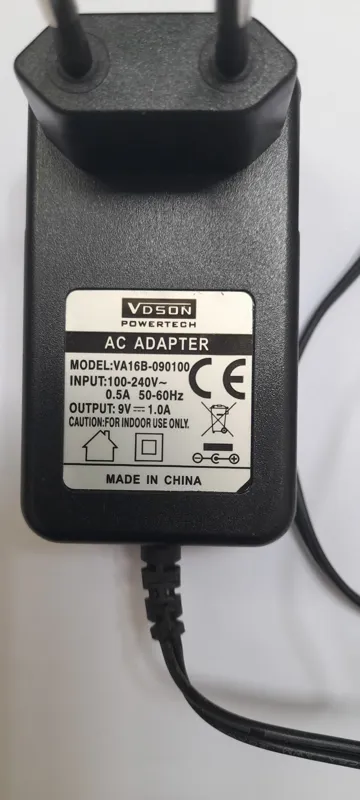 VDSON
POWERTECH
AC ADAPTER
MODEL:VA16B-090100
INPUT:100-240V~
0.5A 50-60Hz
OUTPUT: 9V⎓1.0A
CAUTION:FOR INDOOR USE ONLY.
CE
MADE IN CHINA